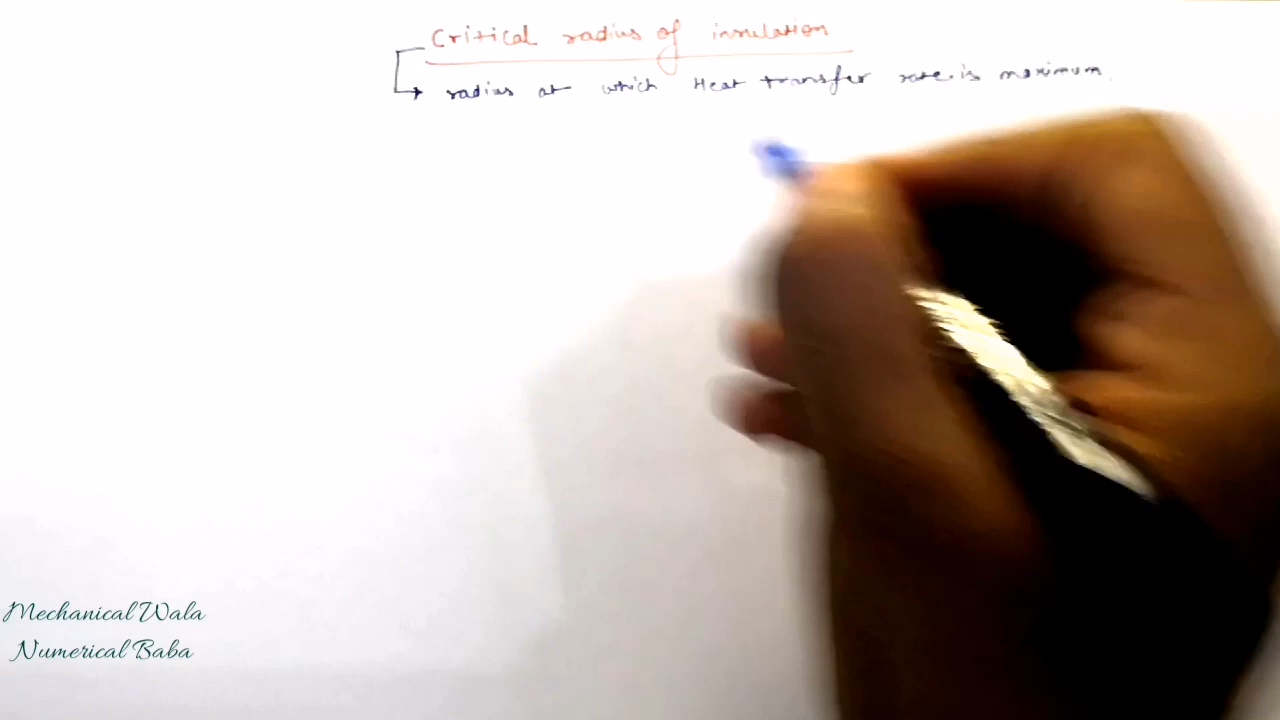 Critical radius of insulation
radius at which Heat transfer rate is maximum.
Mechanical Wala
Numerical Baba